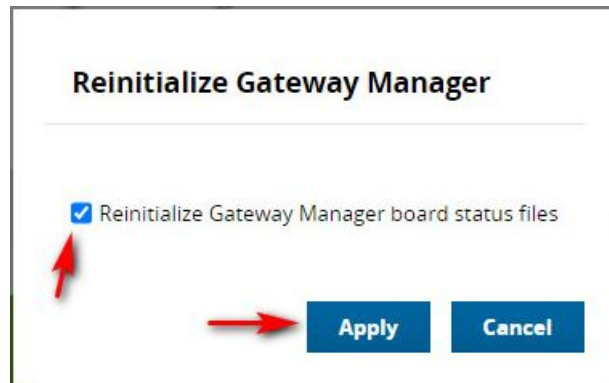 Reinitialize Gateway Manager
Reinitialize Gateway Manager board status files
Apply
Cancel